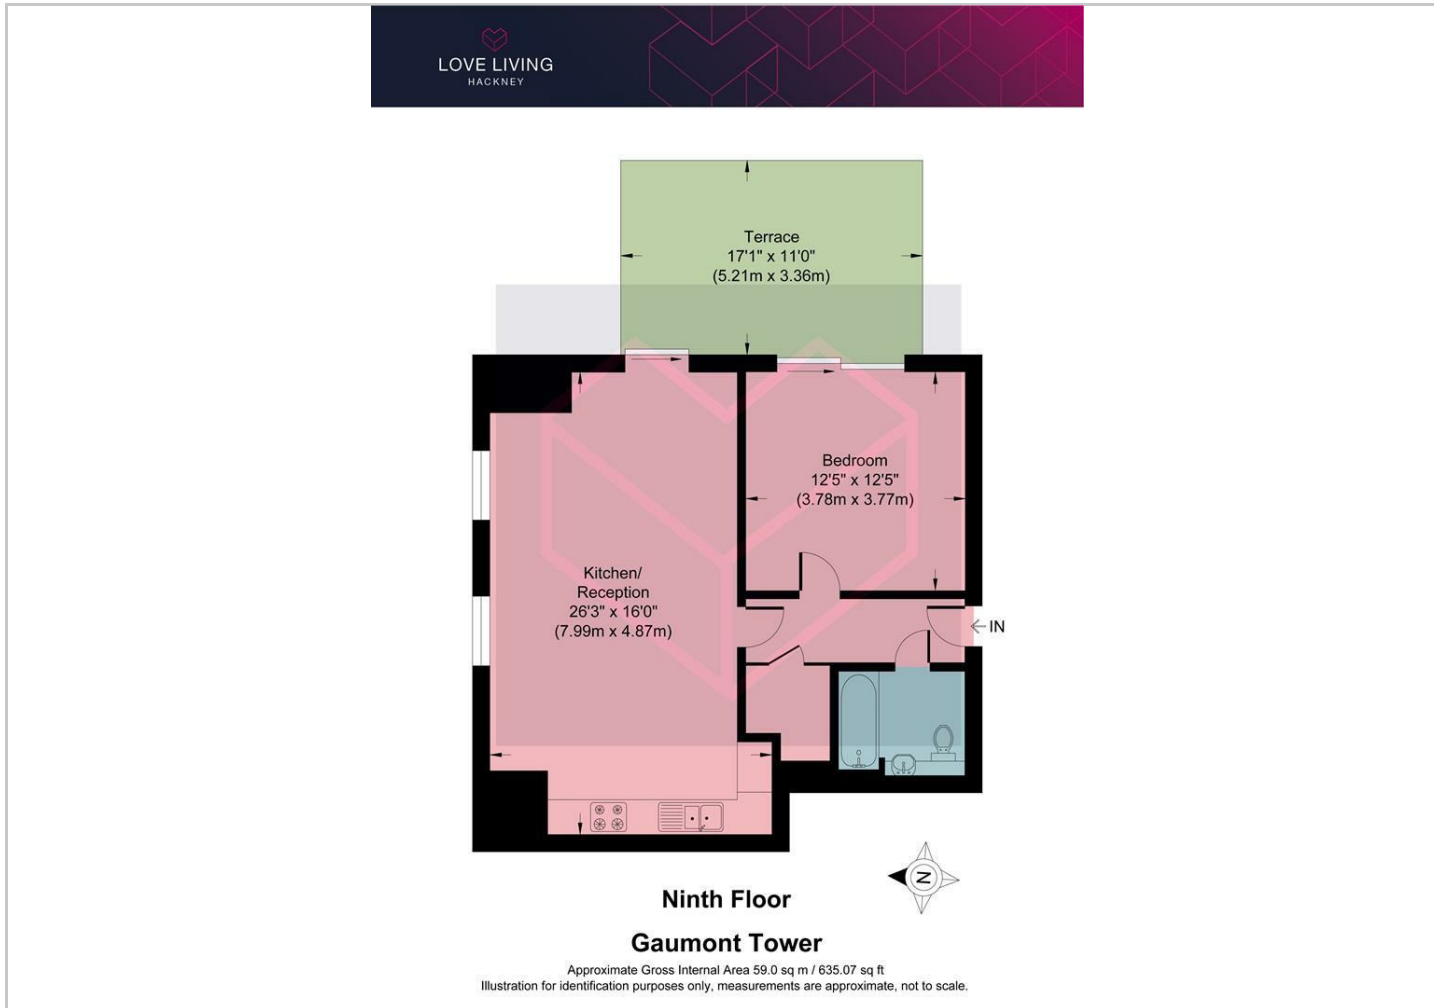 LOVE LIVING
HACKNEY
Terrace
17'1" x 11'0"
(5.21m x 3.36m)
Bedroom
12'5" x 12'5"
(3.78m x 3.77m)
Kitchen/
Reception
26'3" x 16'0"
(7.99m x 4.87m)
IN
N
Ninth Floor
Gaumont Tower
Approximate Gross Internal Area 59.0 sq m / 635.07 sq ft
Illustration for identification purposes only, measurements are approximate, not to scale.